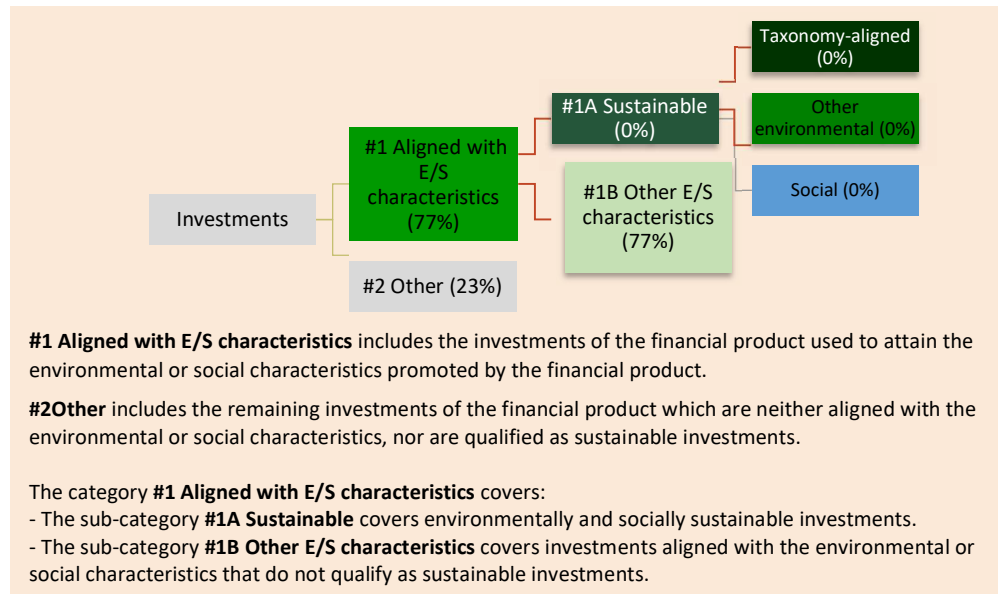 Taxonomy-aligned
(0%)
#1A Sustainable
(0%)
Other
environmental (0%)
#1 Aligned with
E/S
characteristics
(77%)
#1B Other E/S
characteristics
(77%)
Social (0%)
Investments
#2 Other (23%)
#1 Aligned with E/S characteristics includes the investments of the financial product used to attain the
environmental or social characteristics promoted by the financial product.
#2Other includes the remaining investments of the financial product which are neither aligned with the
environmental or social characteristics, nor are qualified as sustainable investments.
The category #1 Aligned with E/S characteristics covers:
- The sub-category #1A Sustainable covers environmentally and socially sustainable investments.
- The sub-category #1B Other E/S characteristics covers investments aligned with the environmental or
social characteristics that do not qualify as sustainable investments.